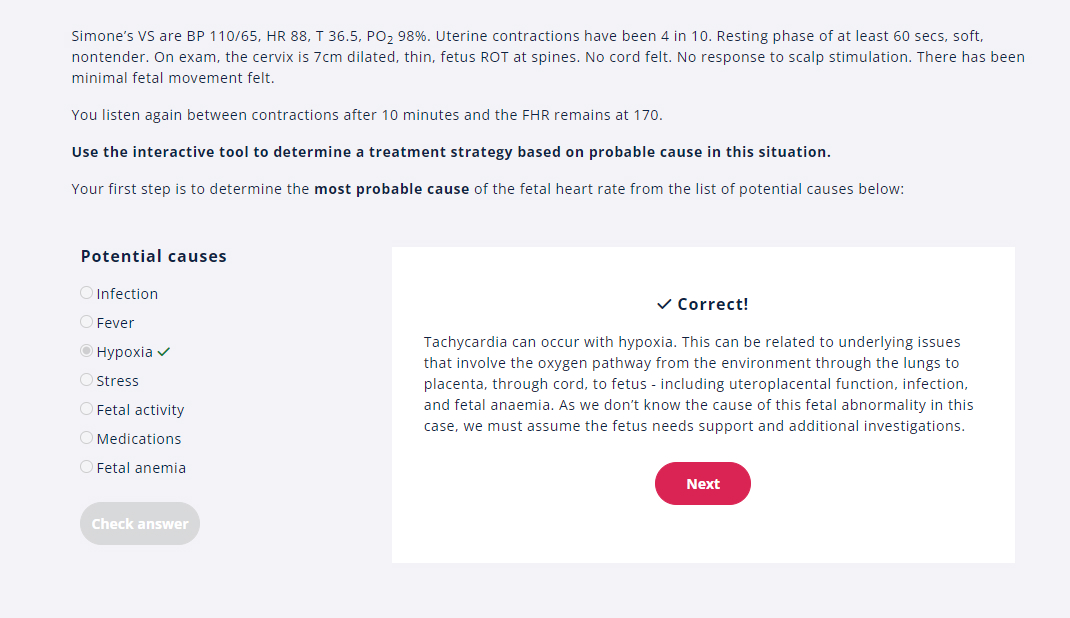 Simone's VS are BP 110/65, HR 88, T 36.5, PO₂ 98%. Uterine contractions have been 4 in 10. Resting phase of at least 60 secs, soft,
nontender. On exam, the cervix is 7cm dilated, thin, fetus ROT at spines. No cord felt. No response to scalp stimulation. There has been
minimal fetal movement felt.
You listen again between contractions after 10 minutes and the FHR remains at 170.
Use the interactive tool to determine a treatment strategy based on probable cause in this situation.
Your first step is to determine the most probable cause of the fetal heart rate from the list of potential causes below:
Potential causes
Infection
Fever
Hypoxia
Stress
Fetal activity
Medications
Fetal anemia
Check answer
Correct!
Tachycardia can occur with hypoxia. This can be related to underlying issues
that involve the oxygen pathway from the environment through the lungs to
placenta, through cord, to fetus - including uteroplacental function, infection,
and fetal anaemia. As we don't know the cause of this fetal abnormality in this
case, we must assume the fetus needs support and additional investigations.
Next